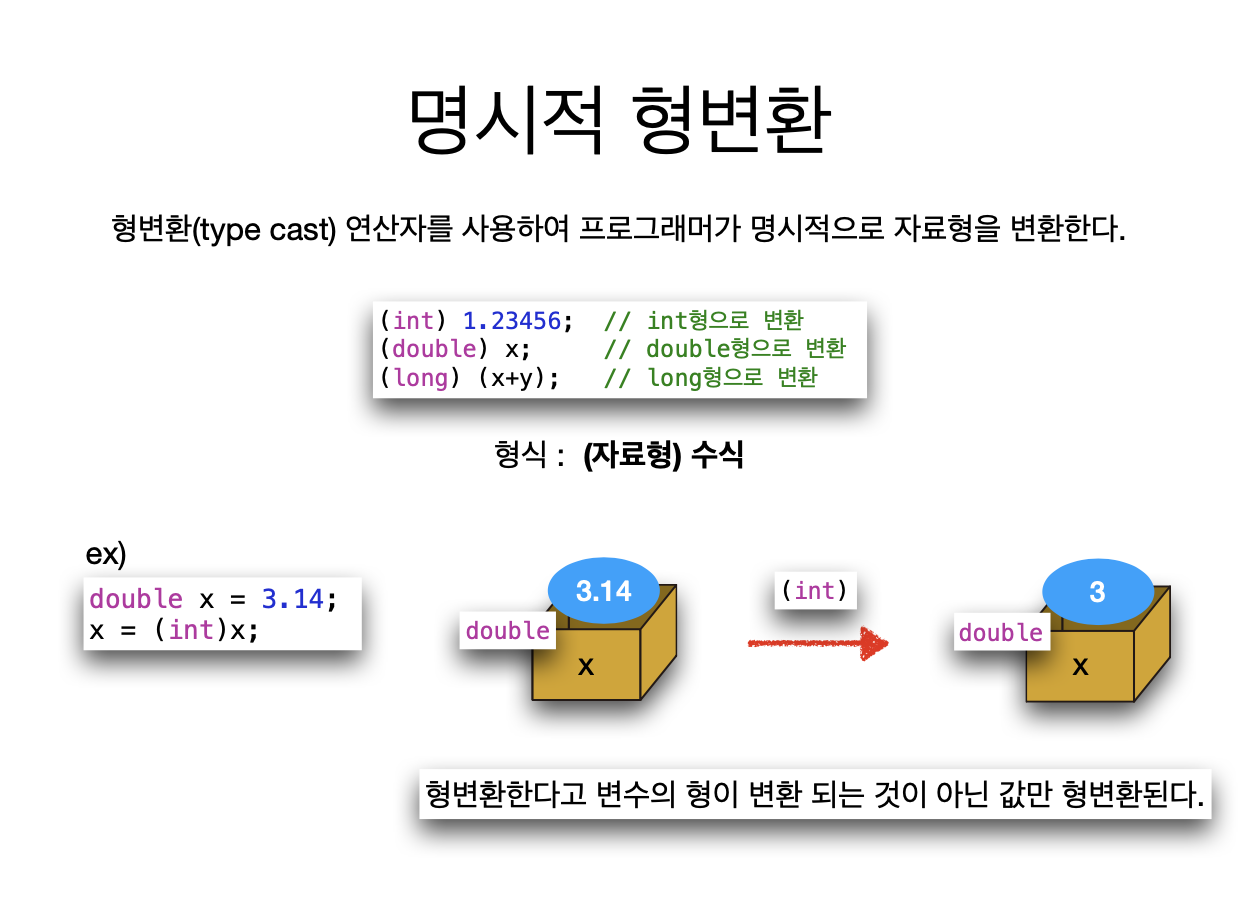 명시적 형변환
형변환(type cast) 연산자를 사용하여 프로그래머가 명시적으로 자료형을 변환한다.
(int) 1.23456;  // int형으로 변환
(double) x;     // double형으로 변환
(long) (x+y);   // long형으로 변환
형식 :  (자료형) 수식
ex)
double x = 3.14;
x = (int)x;
3.14
double
x
(int)
3
double
x
형변환한다고 변수의 형이 변환 되는 것이 아닌 값만 형변환된다.